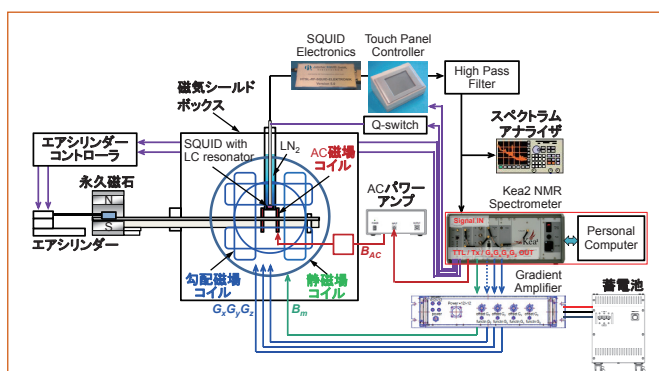 SQUID
Electronics
Touch Panel
Controller
High Pass
Filter
磁気シールド
ボックス
Q-switch
スペクトラム
アナライザ
エアシリンダー
コントローラ
SQUID with
LC resonator
LN2
AC磁場
コイル
ACパワー
アンプ
Kea2 NMR
Spectrometer
永久磁石
N
S
エアシリンダー
Signal IN
Kea2
TTL / Tx / GxGyGzG0 OUT
Personal
Computer
BAC
勾配磁場
コイル
静磁場
コイル
GxGyGz
Bm
Gradient
Amplifier
蓄電池